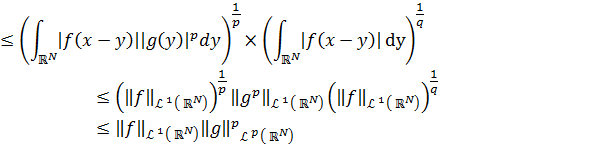 ≤ (∫_{ℝ^N} |f(x − y)||g(y)|^p dy)^{1/p} × (∫_{ℝ^N} |f(x − y)| dy)^{1/q}
≤ (‖f‖_{ℒ^1(ℝ^N)})^{1/p} ‖g^p‖_{ℒ^1(ℝ^N)} (‖f‖_{ℒ^1(ℝ^N)})^{1/q}
≤ ‖f‖_{ℒ^1(ℝ^N)} ‖g‖^p_{ℒ^p(ℝ^N)}